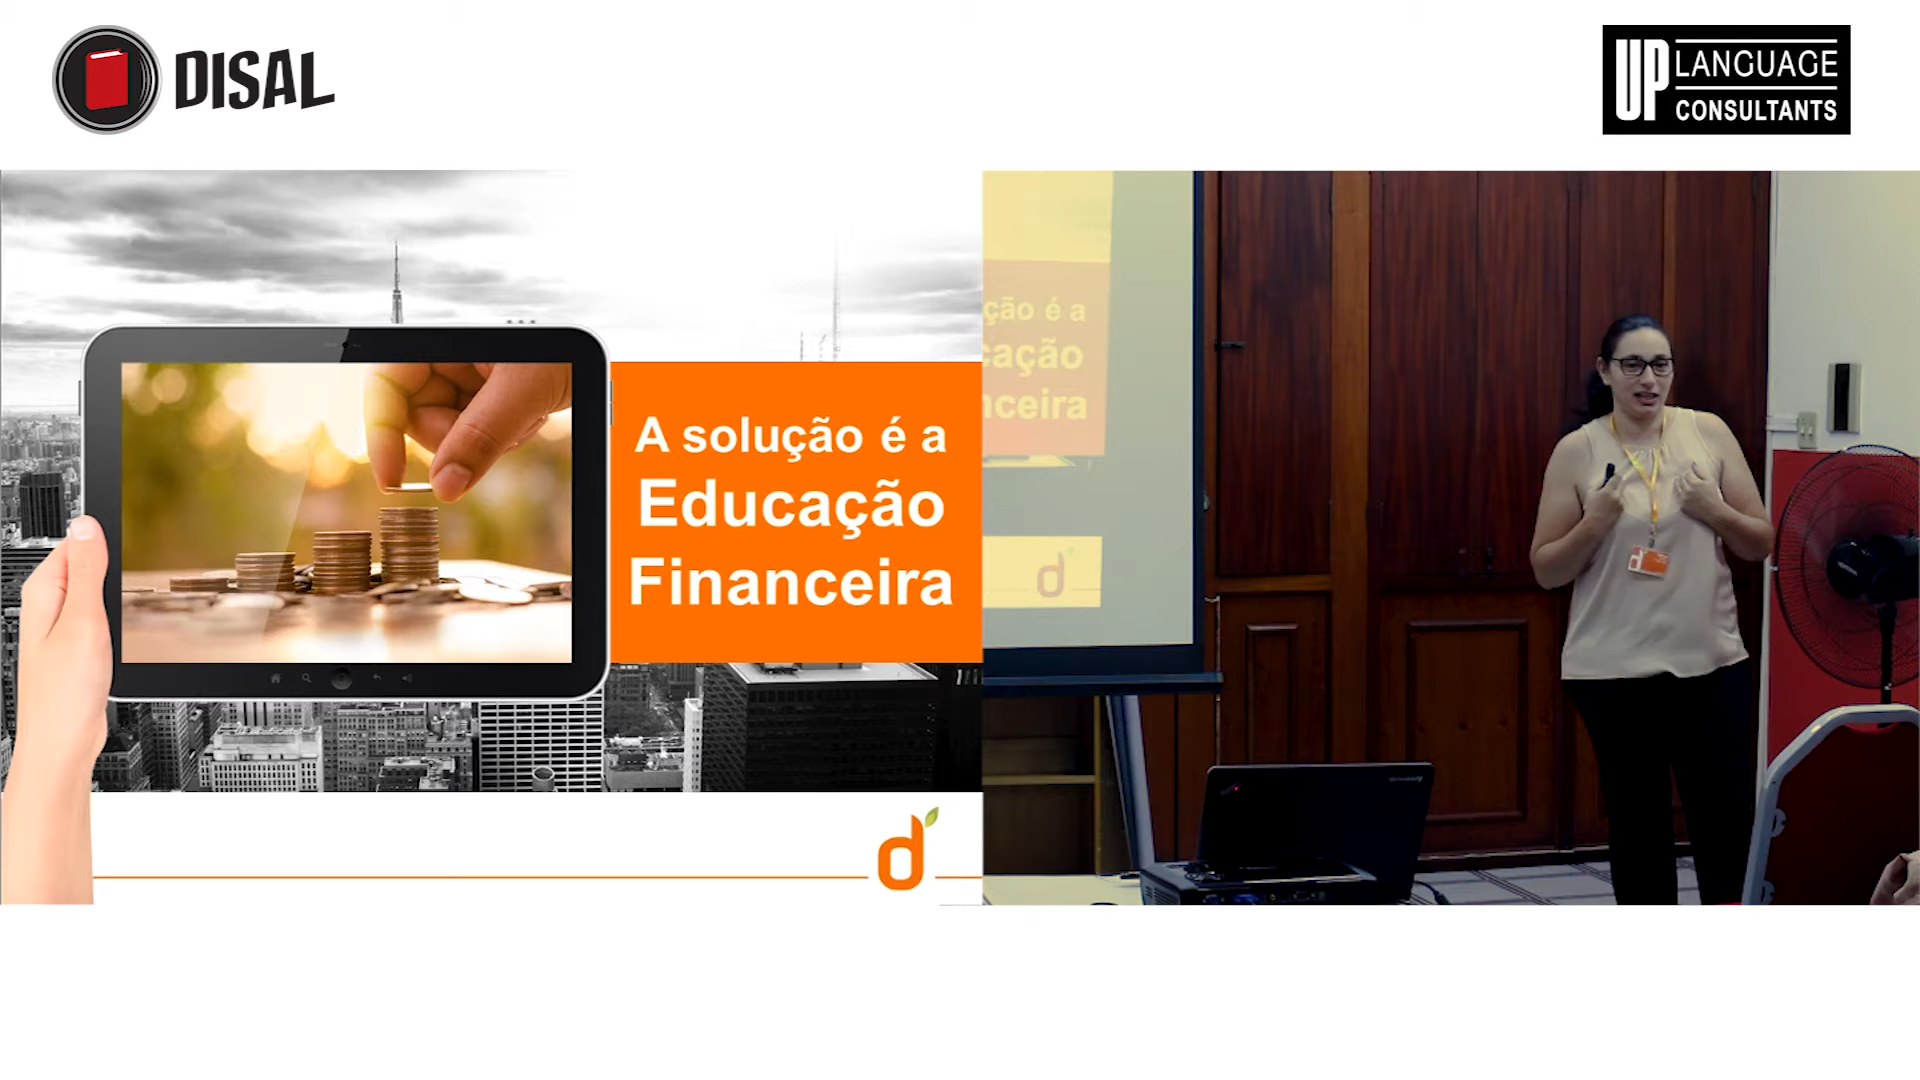 DISAL
UP LANGUAGE
CONSULTANTS
A solução é a
Educação
Financeira
ção é a
cação
nceira
d
d